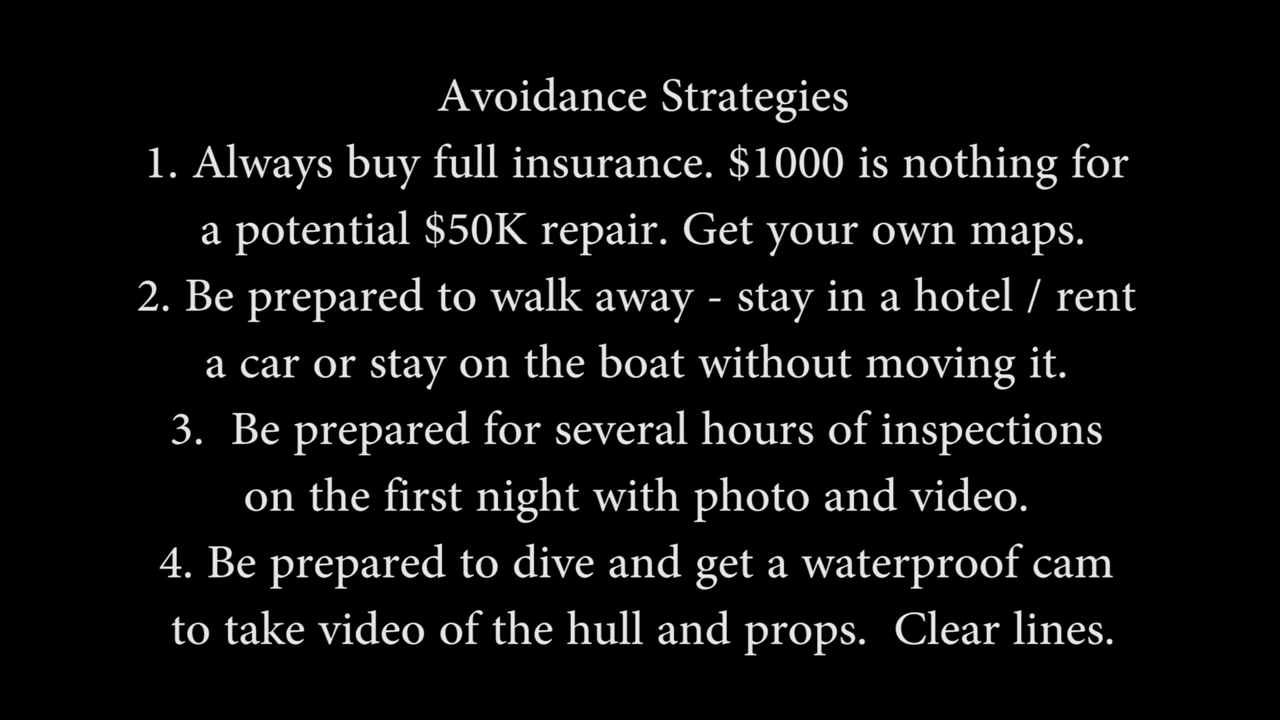 Avoidance Strategies
1. Always buy full insurance. $1000 is nothing for
a potential $50K repair. Get your own maps.
2. Be prepared to walk away - stay in a hotel / rent
a car or stay on the boat without moving it.
3.  Be prepared for several hours of inspections
on the first night with photo and video.
4. Be prepared to dive and get a waterproof cam
to take video of the hull and props.  Clear lines.